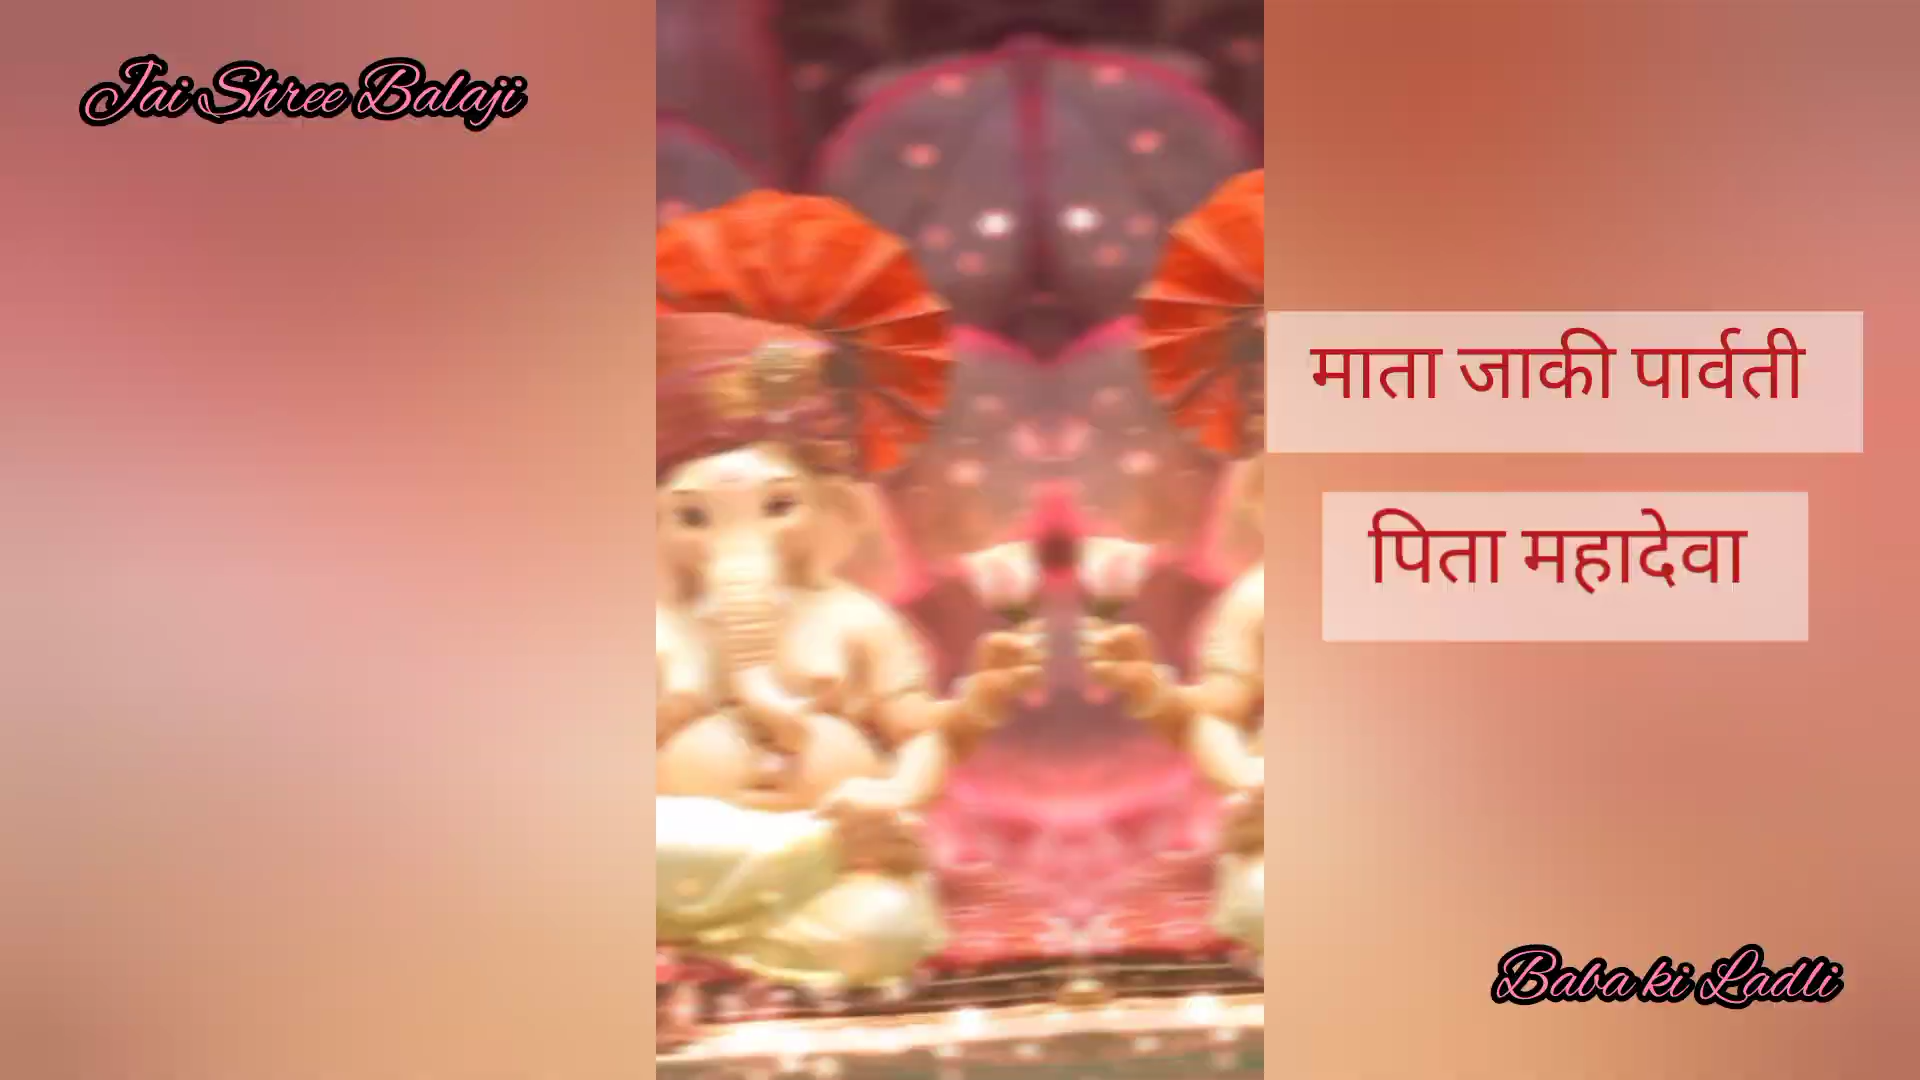 Jai Shree Balaji
माता जाकी पार्वती
पिता महादेवा
Baba ki Ladli